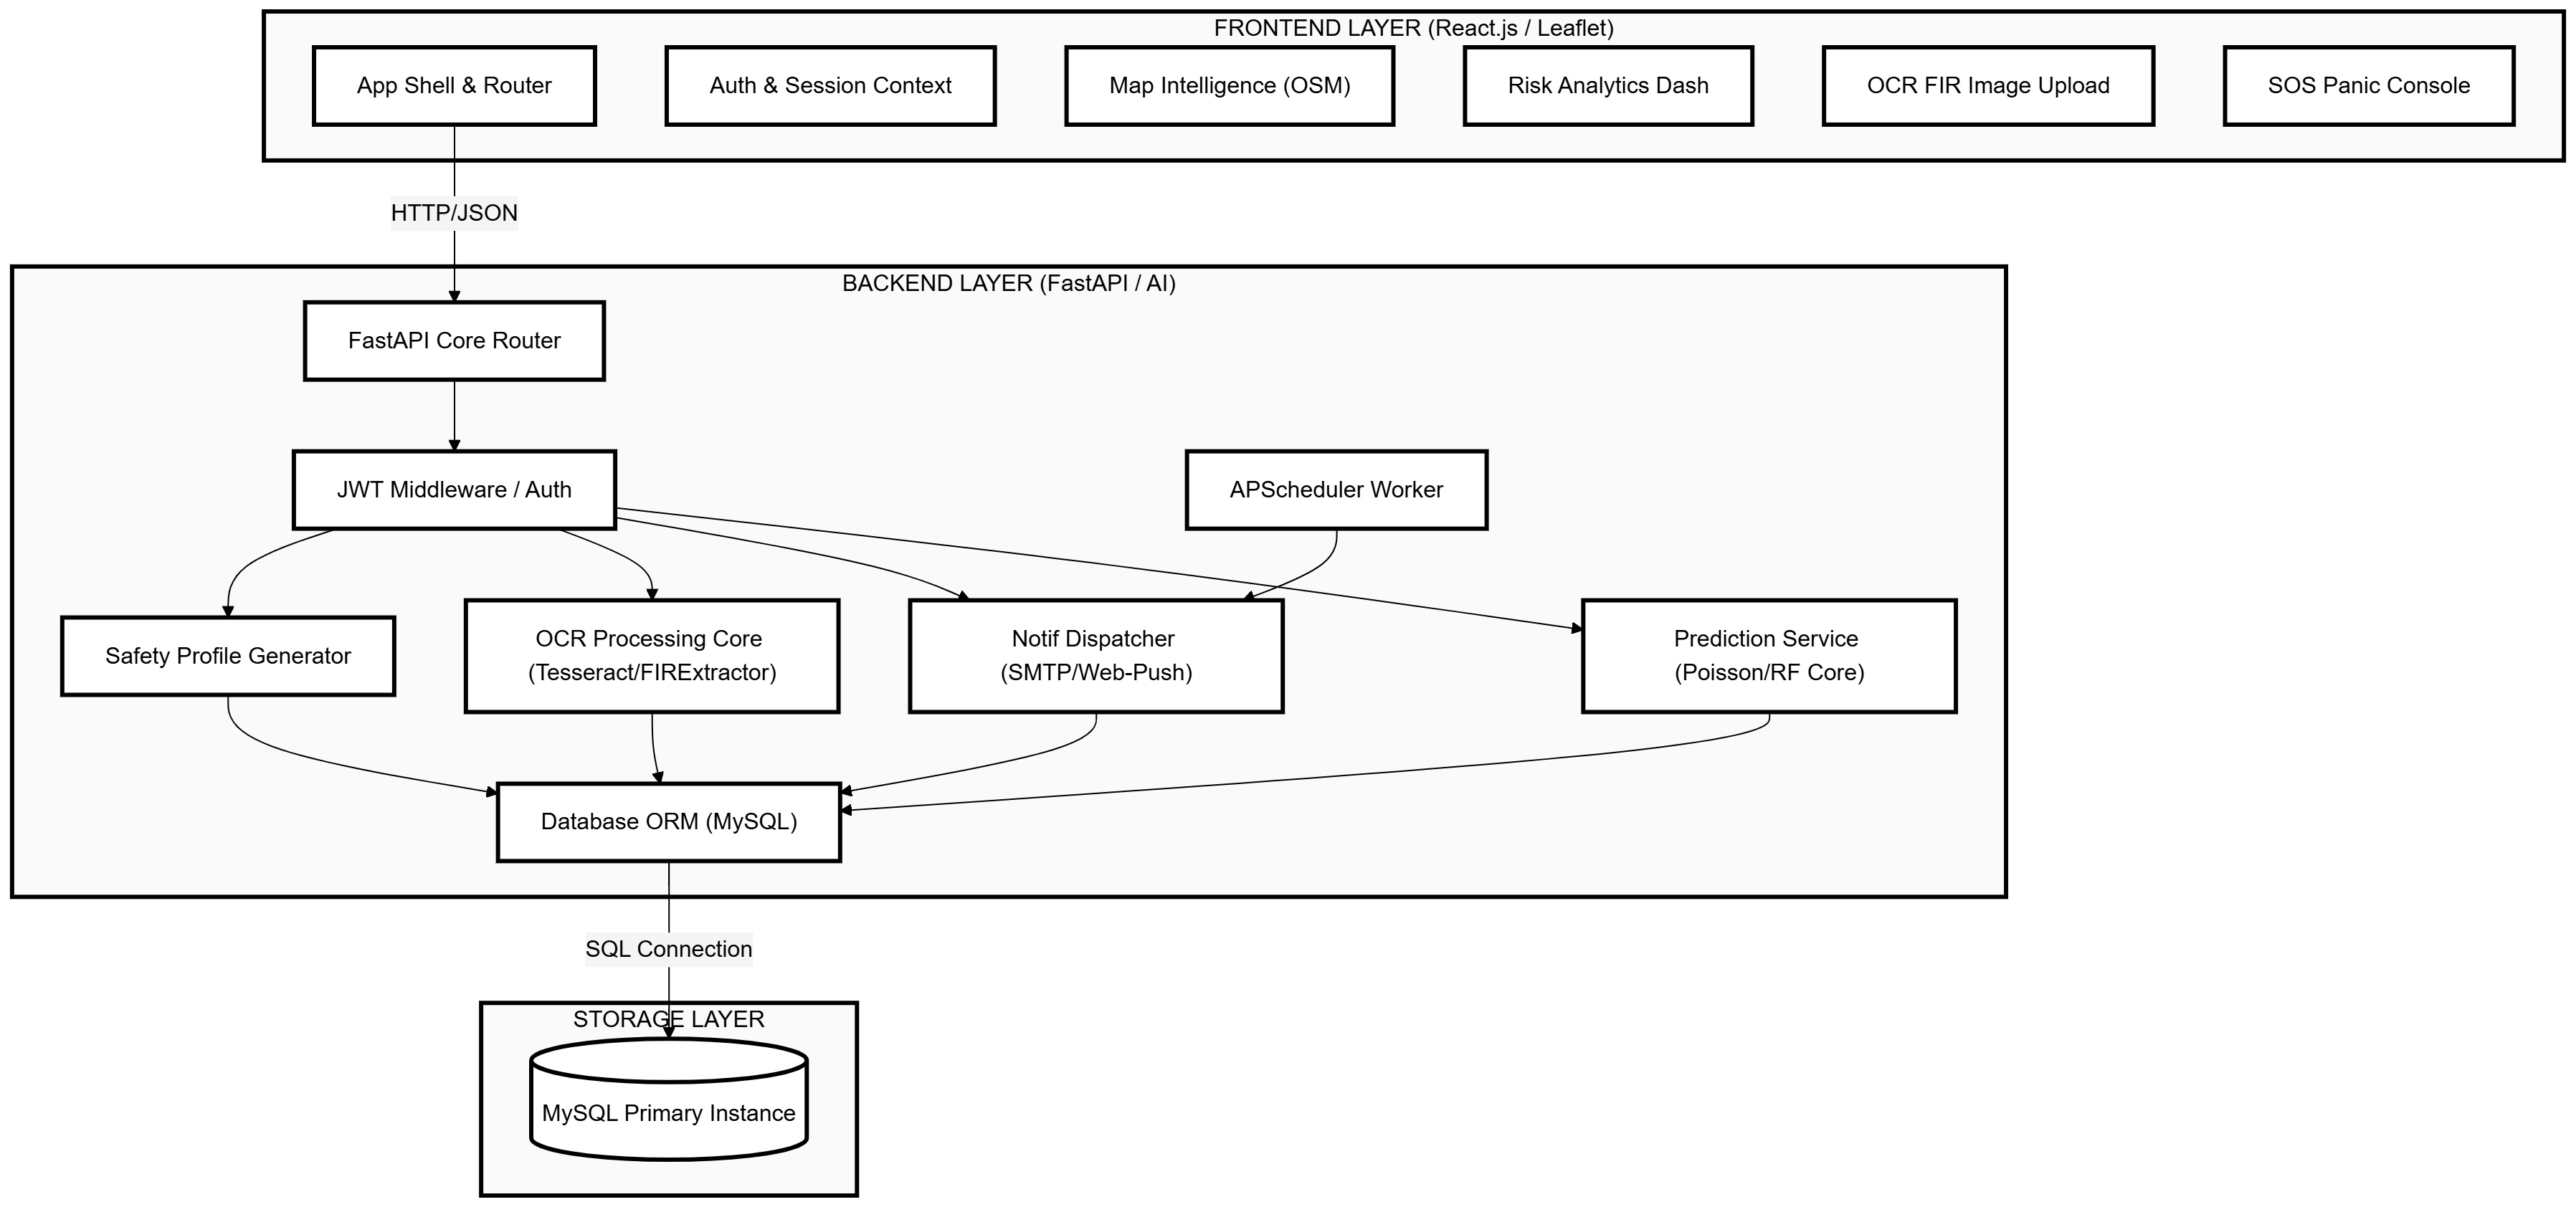 FRONTEND LAYER (React.js / Leaflet)
App Shell & Router
Auth & Session Context
Map Intelligence (OSM)
Risk Analytics Dash
OCR FIR Image Upload
SOS Panic Console
HTTP/JSON
BACKEND LAYER (FastAPI / AI)
FastAPI Core Router
JWT Middleware / Auth
APScheduler Worker
Safety Profile Generator
OCR Processing Core
(Tesseract/FIRExtractor)
Notif Dispatcher
(SMTP/Web-Push)
Prediction Service
(Poisson/RF Core)
Database ORM (MySQL)
SQL Connection
STORAGE LAYER
MySQL Primary Instance